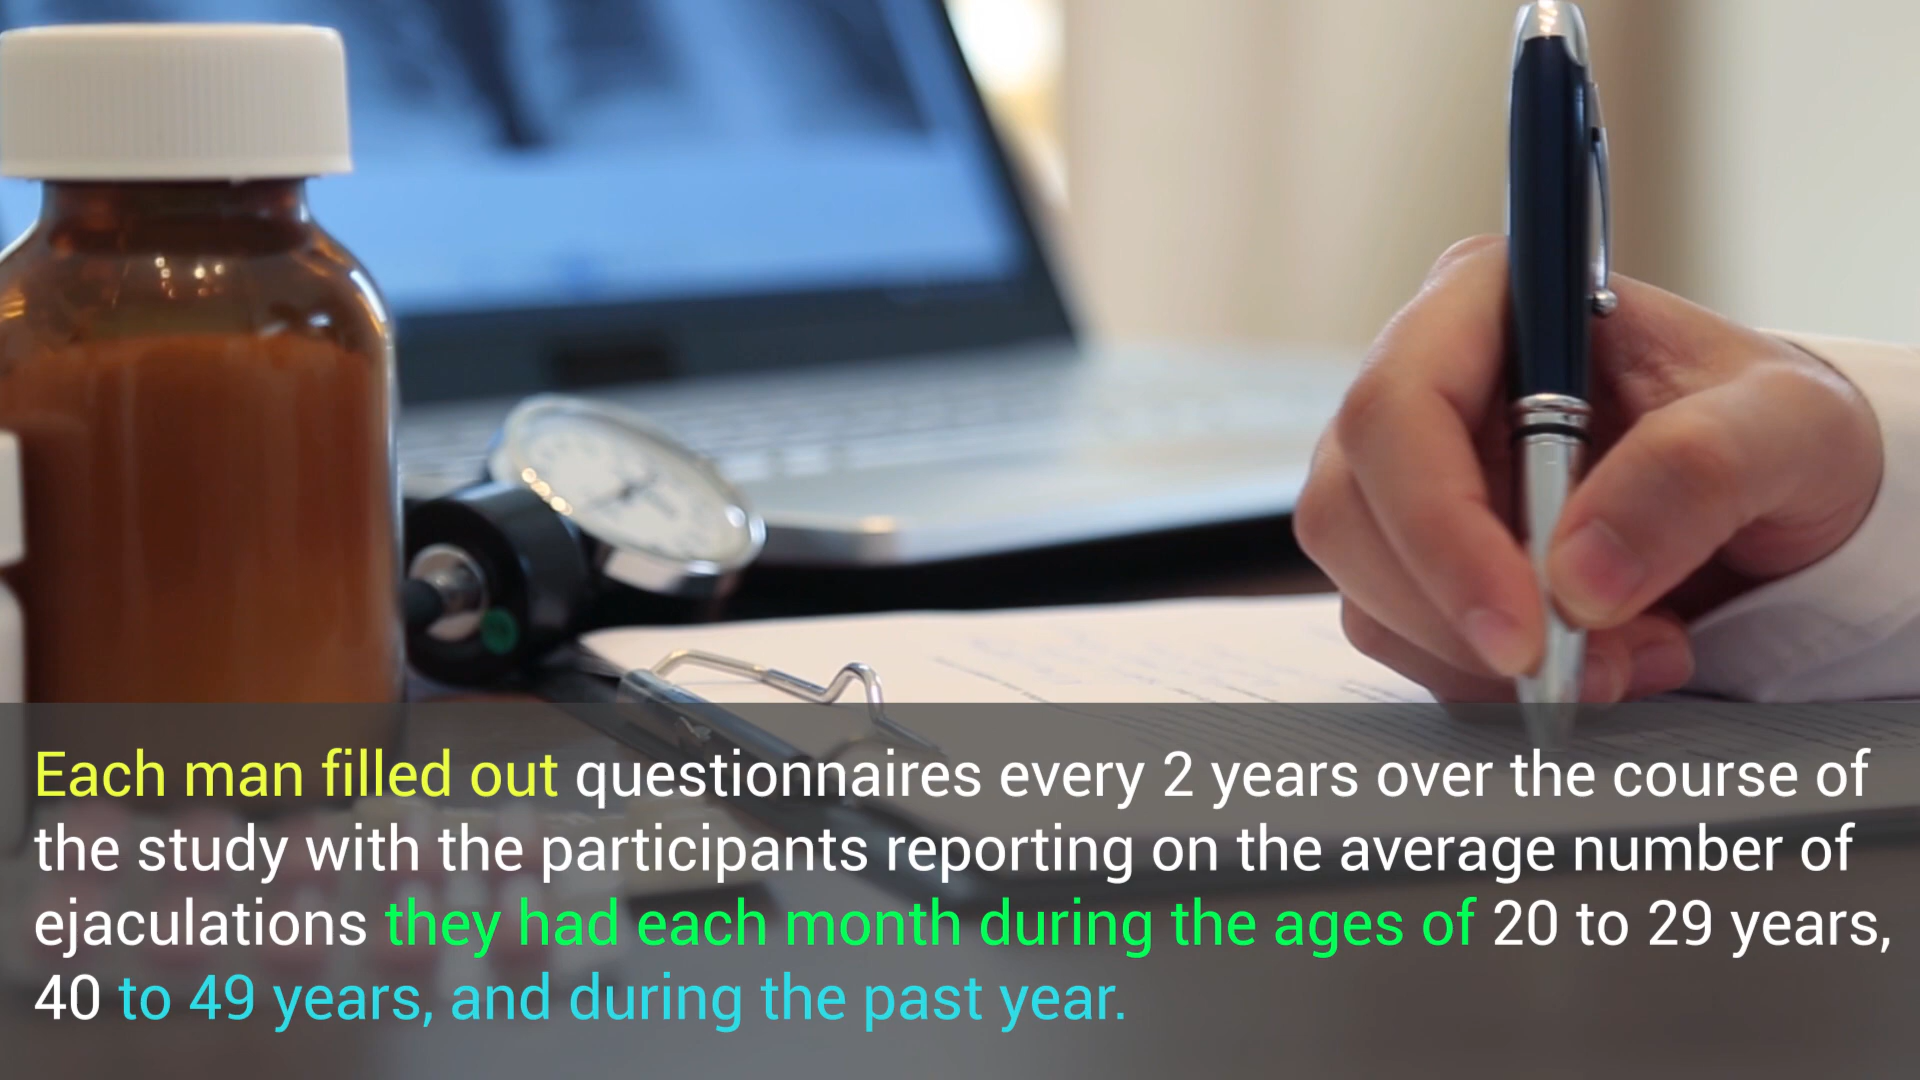 Each man filled out questionnaires every 2 years over the course of
the study with the participants reporting on the average number of
ejaculations they had each month during the ages of 20 to 29 years,
40 to 49 years, and during the past year.